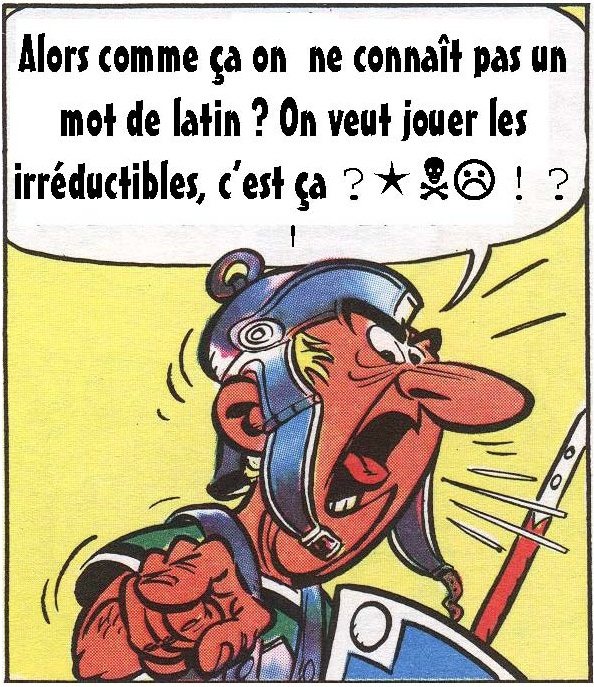 Alors comme ça on ne connaît pas un
mot de latin ? On veut jouer les
irréductibles, c'est ça ?★☠☹ ! ?
!